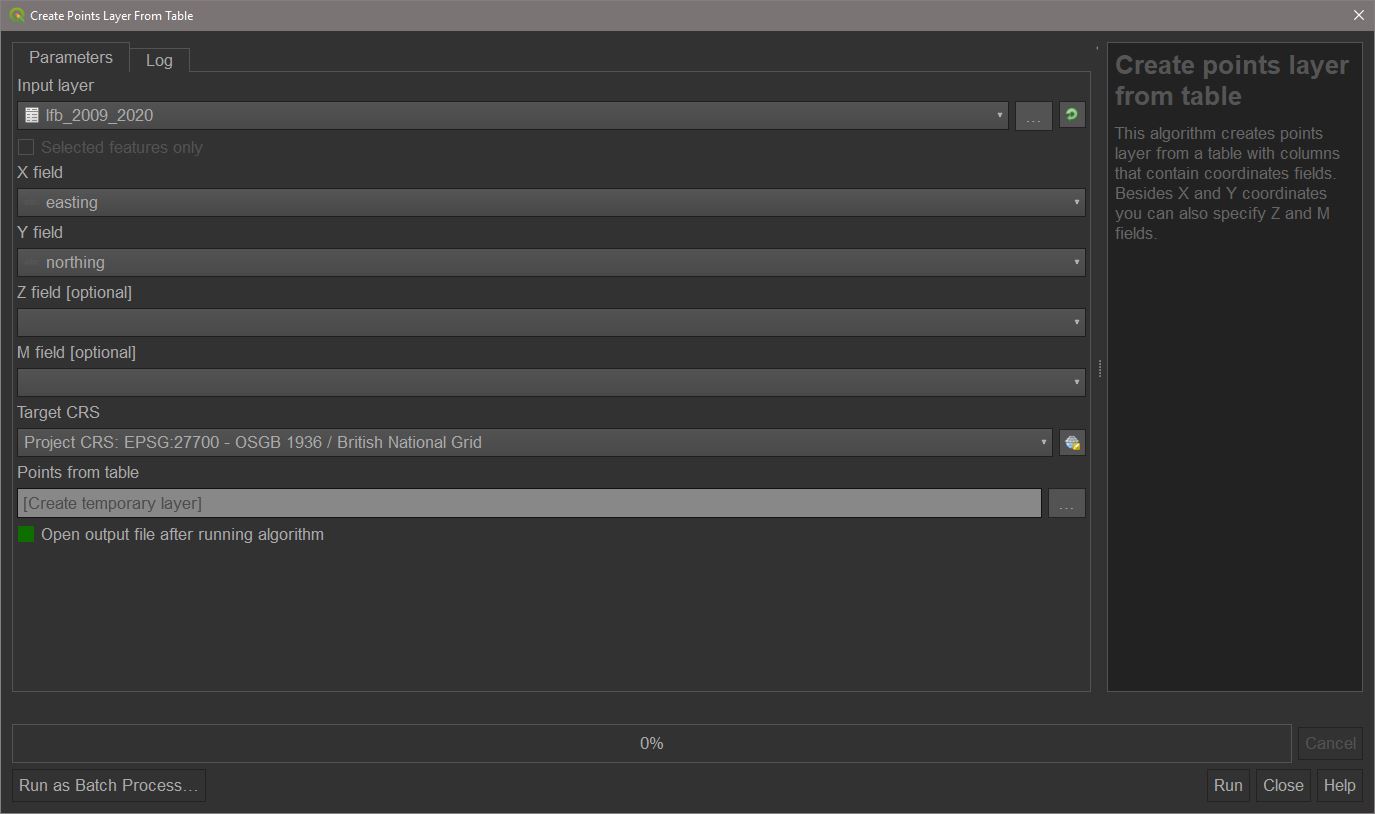 Create Points Layer From Table
Parameters
Log
Input layer
lfb_2009_2020
...
Selected features only
X field
easting
Y field
northing
Z field [optional]
M field [optional]
Target CRS
Project CRS: EPSG:27700 - OSGB 1936 / British National Grid
Points from table
[Create temporary layer]
...
Open output file after running algorithm
Create points layer
from table
This algorithm creates points
layer from a table with columns
that contain coordinates fields.
Besides X and Y coordinates
you can also specify Z and M
fields.
0%
Cancel
Run as Batch Process…
Run
Close
Help